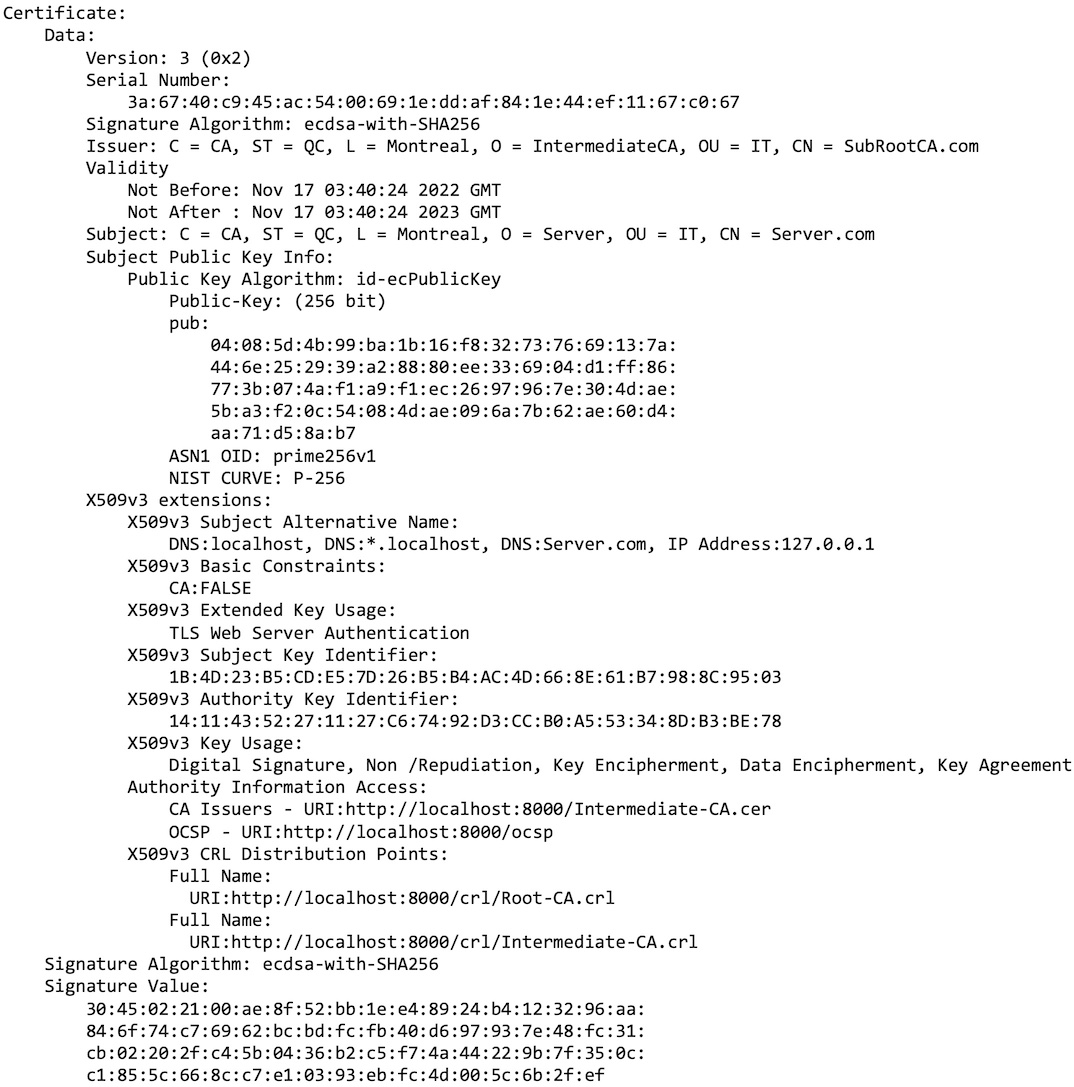 Certificate:
    Data:
        Version: 3 (0x2)
        Serial Number:
            3a:67:40:c9:45:ac:54:00:69:1e:dd:af:84:1e:44:ef:11:67:c0:67
        Signature Algorithm: ecdsa-with-SHA256
        Issuer: C = CA, ST = QC, L = Montreal, O = IntermediateCA, OU = IT, CN = SubRootCA.com
        Validity
            Not Before: Nov 17 03:40:24 2022 GMT
            Not After : Nov 17 03:40:24 2023 GMT
        Subject: C = CA, ST = QC, L = Montreal, O = Server, OU = IT, CN = Server.com
        Subject Public Key Info:
            Public Key Algorithm: id-ecPublicKey
                Public-Key: (256 bit)
                pub:
                    04:08:5d:4b:99:ba:1b:16:f8:32:73:76:69:13:7a:
                    44:6e:25:29:39:a2:88:80:ee:33:69:04:d1:ff:86:
                    77:3b:07:4a:f1:a9:f1:ec:26:97:96:7e:30:4d:ae:
                    5b:a3:f2:0c:54:08:4d:ae:09:6a:7b:62:ae:60:d4:
                    aa:71:d5:8a:b7
                ASN1 OID: prime256v1
                NIST CURVE: P-256
        X509v3 extensions:
            X509v3 Subject Alternative Name:
                DNS:localhost, DNS:*.localhost, DNS:Server.com, IP Address:127.0.0.1
            X509v3 Basic Constraints:
                CA:FALSE
            X509v3 Extended Key Usage:
                TLS Web Server Authentication
            X509v3 Subject Key Identifier:
                1B:4D:23:B5:CD:E5:7D:26:B5:B4:AC:4D:66:8E:61:B7:98:8C:95:03
            X509v3 Authority Key Identifier:
                14:11:43:52:27:11:27:C6:74:92:D3:CC:B0:A5:53:34:8D:B3:BE:78
            X509v3 Key Usage:
                Digital Signature, Non /Repudiation, Key Encipherment, Data Encipherment, Key Agreement
            Authority Information Access:
                CA Issuers - URI:http://localhost:8000/Intermediate-CA.cer
                OCSP - URI:http://localhost:8000/ocsp
            X509v3 CRL Distribution Points:
                Full Name:
                  URI:http://localhost:8000/crl/Root-CA.crl
                Full Name:
                  URI:http://localhost:8000/crl/Intermediate-CA.crl
    Signature Algorithm: ecdsa-with-SHA256
    Signature Value:
        30:45:02:21:00:ae:8f:52:bb:1e:e4:89:24:b4:12:32:96:aa:
        84:6f:74:c7:69:62:bc:bd:fc:fb:40:d6:97:93:7e:48:fc:31:
        cb:02:20:2f:c4:5b:04:36:b2:c5:f7:4a:44:22:9b:7f:35:0c:
        c1:85:5c:66:8c:c7:e1:03:93:eb:fc:4d:00:5c:6b:2f:ef